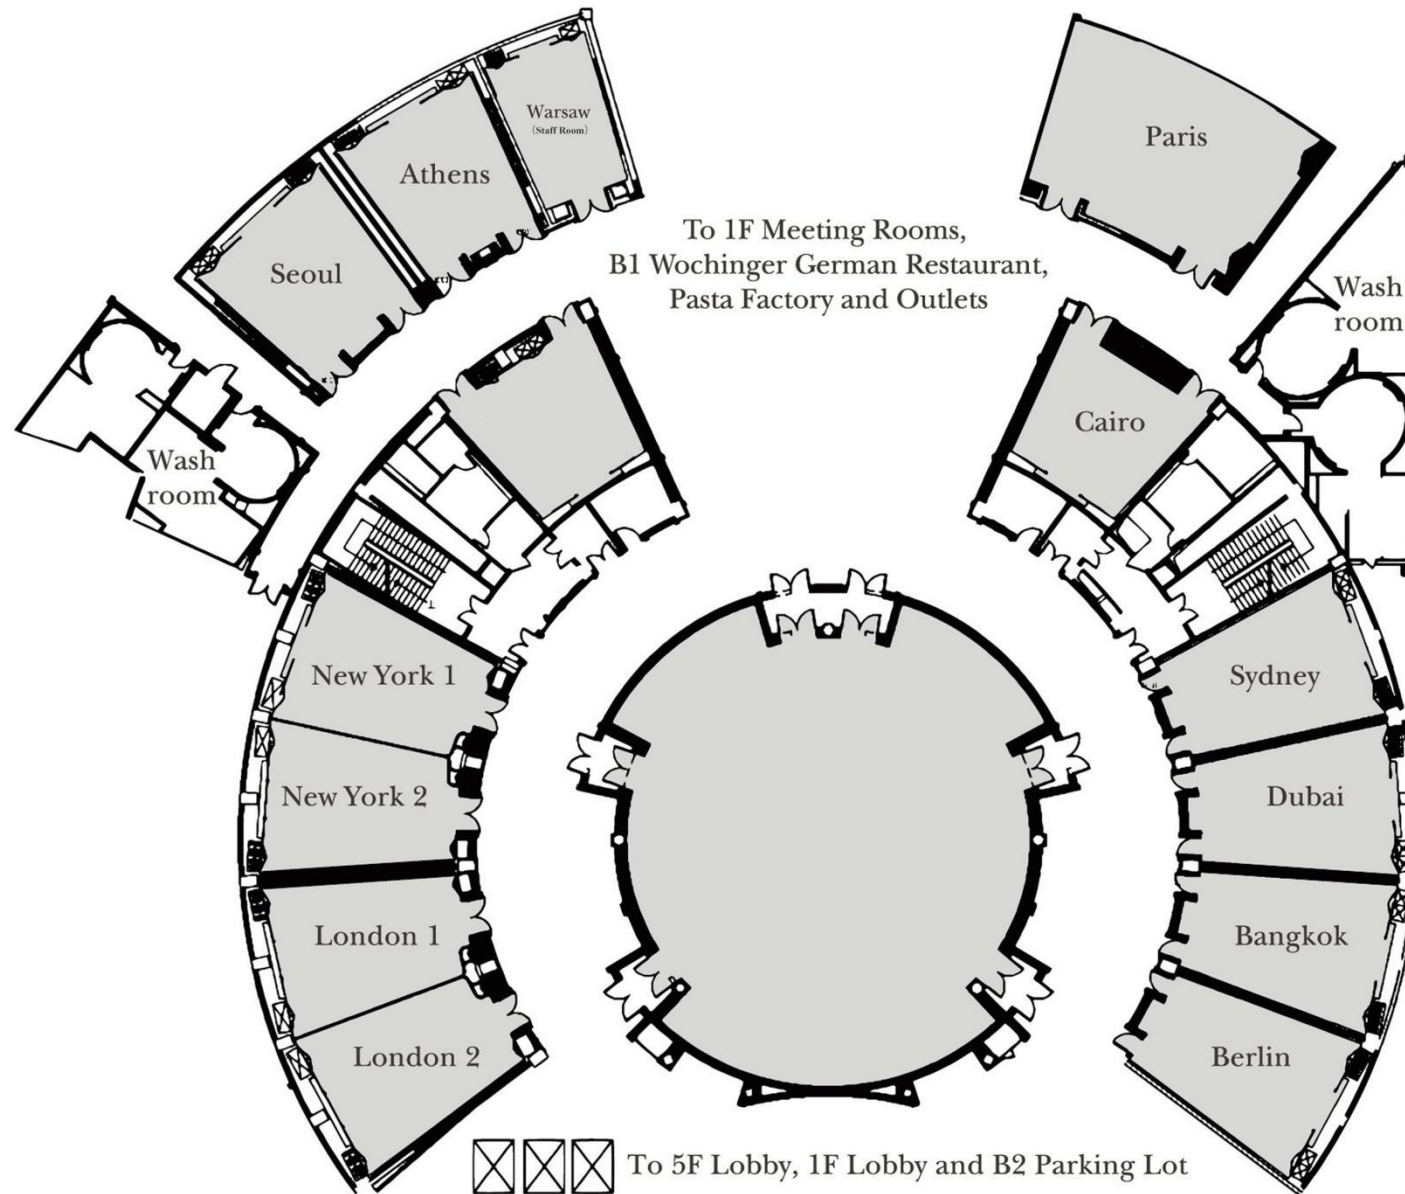 Warsaw
(Staff Room)
Paris
Athens
Seoul
To 1F Meeting Rooms,
B1 Wochinger German Restaurant,
Pasta Factory and Outlets
Wash
room
Cairo
Wash
room
New York 1
Sydney
New York 2
Dubai
London 1
Bangkok
London 2
Berlin
To 5F Lobby, 1F Lobby and B2 Parking Lot